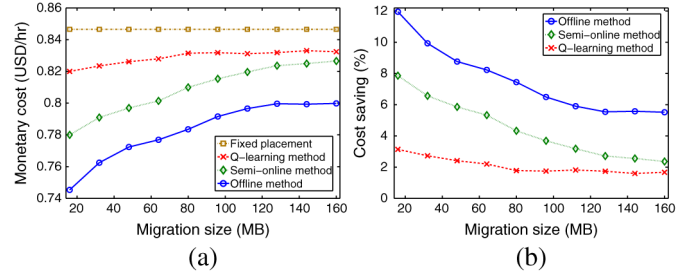 0.86
0.84
0.82
0.8
0.78
0.76
0.74
Monetary cost (USD/hr)
Fixed placement
Q−learning method
Semi−online method
Offline method
20 40 60 80 100 120 140 160
Migration size (MB)
(a)
12
10
8
6
4
2
0
Cost saving (%)
Offline method
Semi−online method
Q−learning method
20 40 60 80 100 120 140 160
Migration size (MB)
(b)